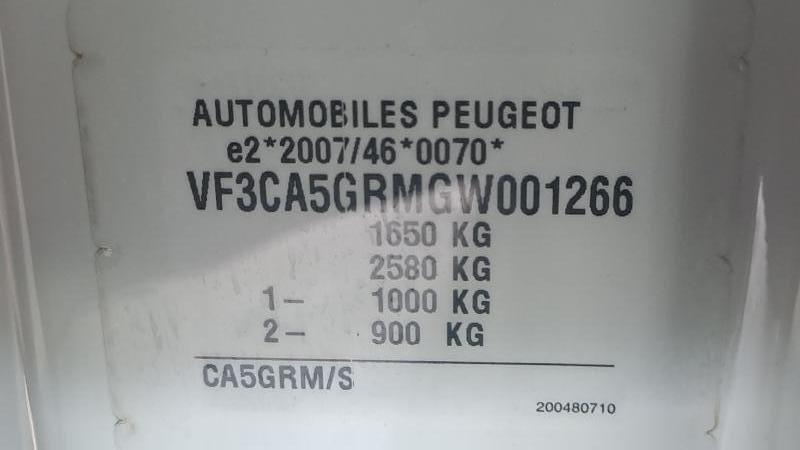 AUTOMOBILES PEUGEOT
e2*2007/46*0070*
VF3CA5GRMGW001266
1650 KG
2580 KG
1- 1000 KG
2- 900 KG
CA5GRM/S
200480710